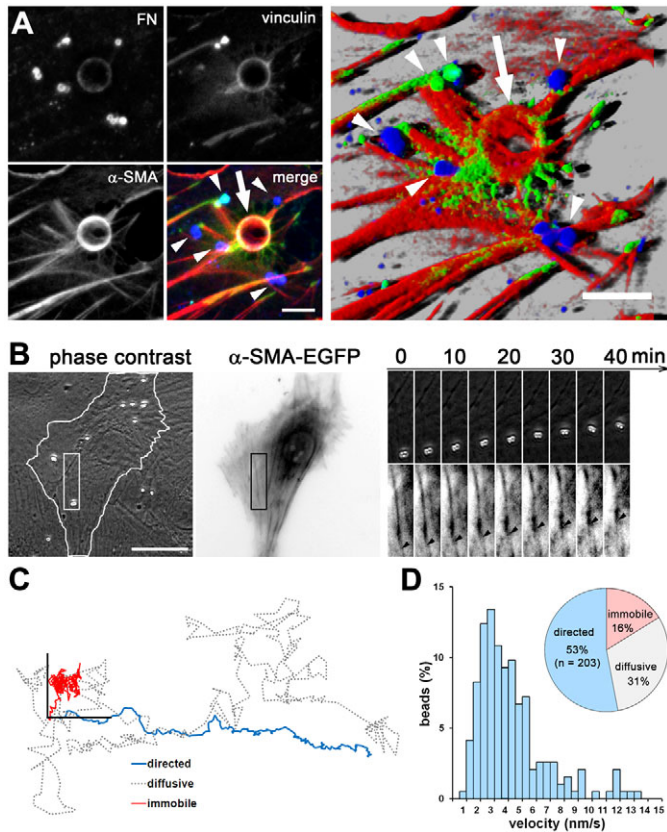 A
FN
vinculin
α-SMA
merge
B
phase contrast
α-SMA-EGFP
0 10 20 30 40 min
C
directed
diffusive
immobile
D
15
10
5
0
beads (%)
1 2 3 4 5 6 7 8 9 10 11 12 13 14 15
velocity (nm/s)
directed
53%
(n = 203)
immobile
16%
diffusive
31%